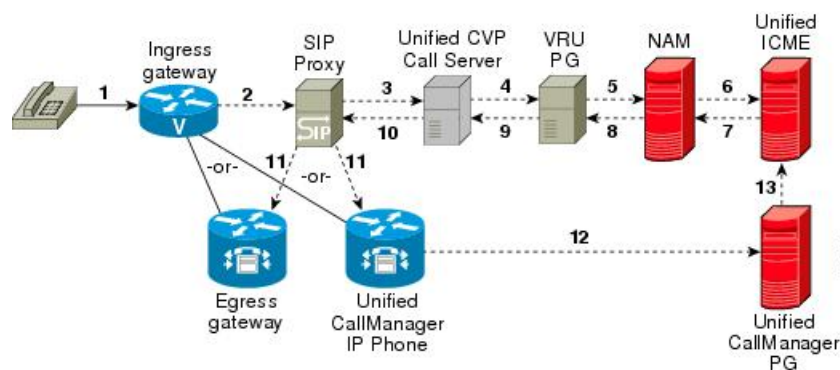 Ingress
gateway
SIP
Proxy
Unified CVP
Call Server
VRU
PG
NAM
Unified
ICME
1
2
3
4
5
6
10
9
8
7
V
SIP
11
-or-
11
-or-
13
12
Egress
gateway
Unified
CallManager
IP Phone
Unified
CallManager
PG